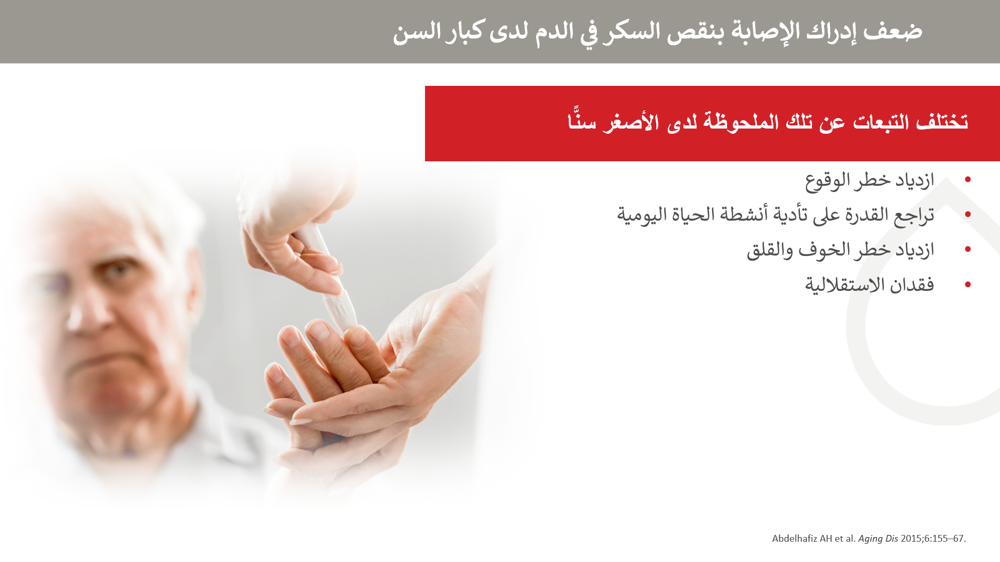 ضعف إدراك الإصابة بنقص السكر في الدم لدى كبار السن
تختلف التبعات عن تلك الملحوظة لدى الأصغر سنًّا
• ازدياد خطر الوقوع
• تراجع القدرة على تأدية أنشطة الحياة اليومية
• ازدياد خطر الخوف والقلق
• فقدان الاستقلالية
Abdelhafiz AH et al. Aging Dis 2015;6:155–67.